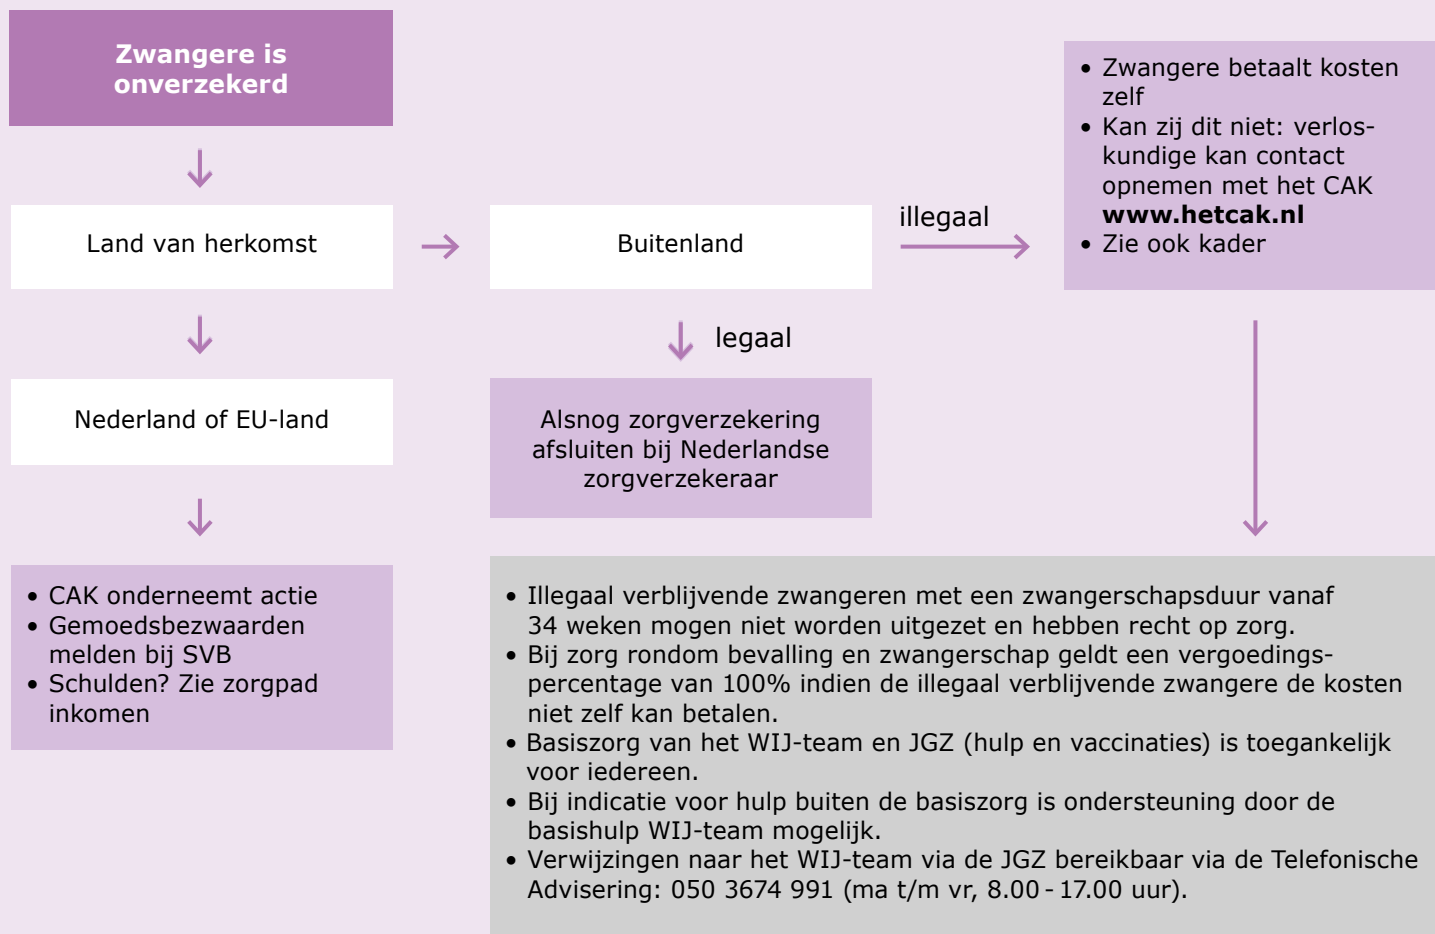 Zwangere is
onverzekerd
Land van herkomst
Buitenland
illegaal
• Zwangere betaalt kosten
zelf
• Kan zij dit niet: verlos-
kundige kan contact
opnemen met het CAK
www.hetcak.nl
• Zie ook kader
legaal
Nederland of EU-land
Alsnog zorgverzekering
afsluiten bij Nederlandse
zorgverzekeraar
• CAK onderneemt actie
• Gemoedsbezwaarden
melden bij SVB
• Schulden? Zie zorgpad
inkomen
• Illegaal verblijvende zwangeren met een zwangerschapsduur vanaf
34 weken mogen niet worden uitgezet en hebben recht op zorg.
• Bij zorg rondom bevalling en zwangerschap geldt een vergoedings-
percentage van 100% indien de illegaal verblijvende zwangere de kosten
niet zelf kan betalen.
• Basiszorg van het WIJ-team en JGZ (hulp en vaccinaties) is toegankelijk
voor iedereen.
• Bij indicatie voor hulp buiten de basiszorg is ondersteuning door de
basishulp WIJ-team mogelijk.
• Verwijzingen naar het WIJ-team via de JGZ bereikbaar via de Telefonische
Advisering: 050 3674 991 (ma t/m vr, 8.00 - 17.00 uur).